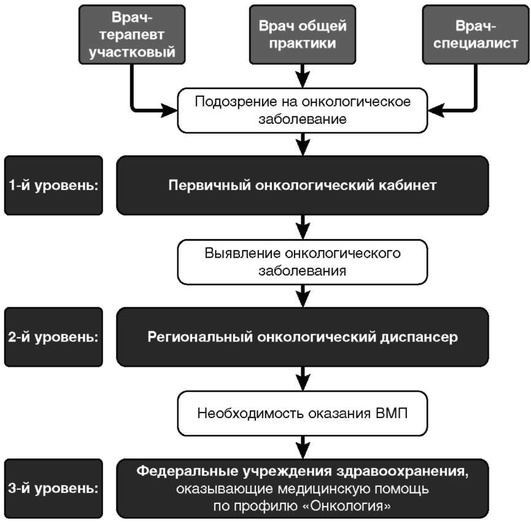 Врач-
терапевт
участковый
Врач общей
практики
Врач-
специалист
Подозрение на онкологическое
заболевание
1-й уровень:
Первичный онкологический кабинет
Выявление онкологического
заболевания
2-й уровень:
Региональный онкологический диспансер
Необходимость оказания ВМП
3-й уровень:
Федеральные учреждения здравоохранения,
оказывающие медицинскую помощь
по профилю «Онкология»